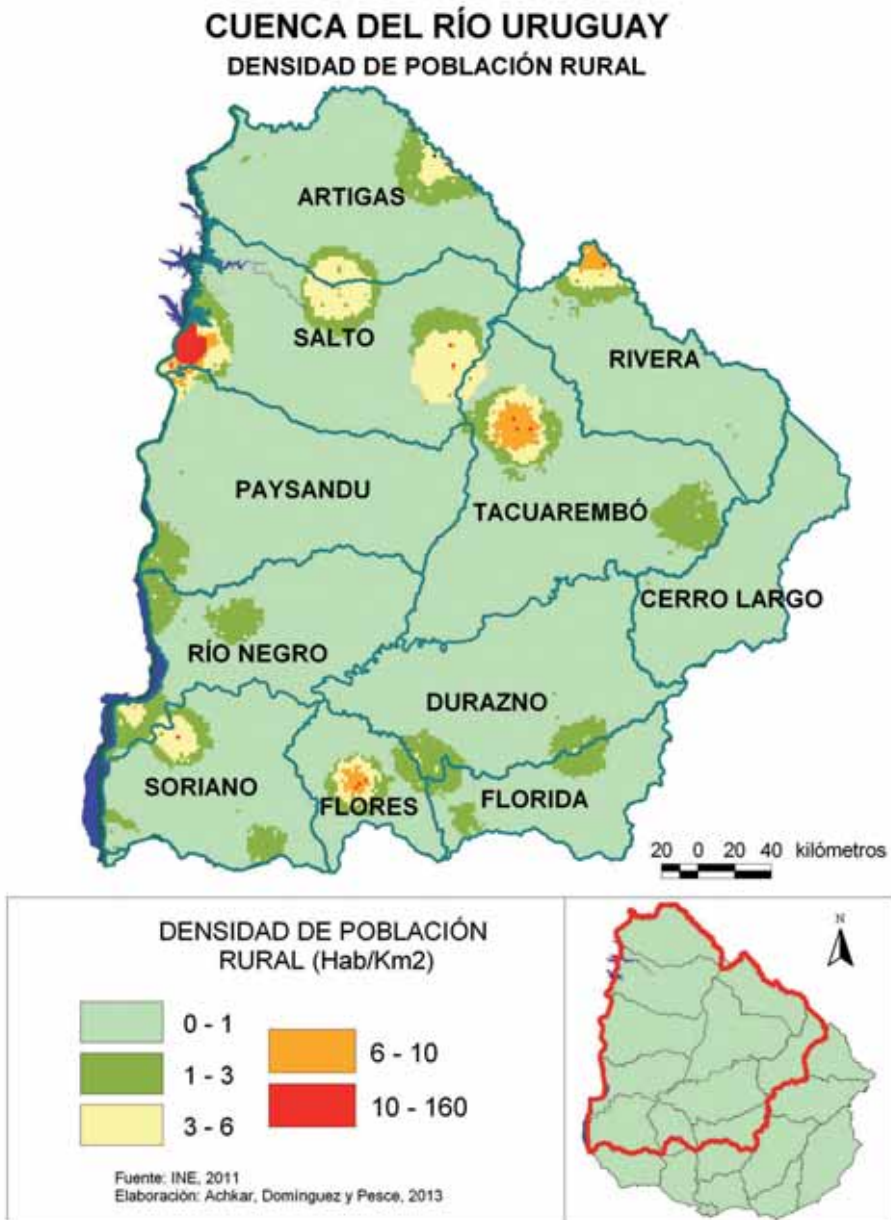 CUENCA DEL RÍO URUGUAY
DENSIDAD DE POBLACIÓN RURAL
ARTIGAS
SALTO
RIVERA
PAYSANDU
TACUAREMBÓ
CERRO LARGO
RÍO NEGRO
DURAZNO
SORIANO
FLORES
FLORIDA
20 0 20 40 kilómetros
DENSIDAD DE POBLACIÓN
RURAL (Hab/Km2)
0 - 1
1 - 3
3 - 6
6 - 10
10 - 160
Fuente: INE, 2011
Elaboración: Achkar, Domínguez y Pesce, 2013
N